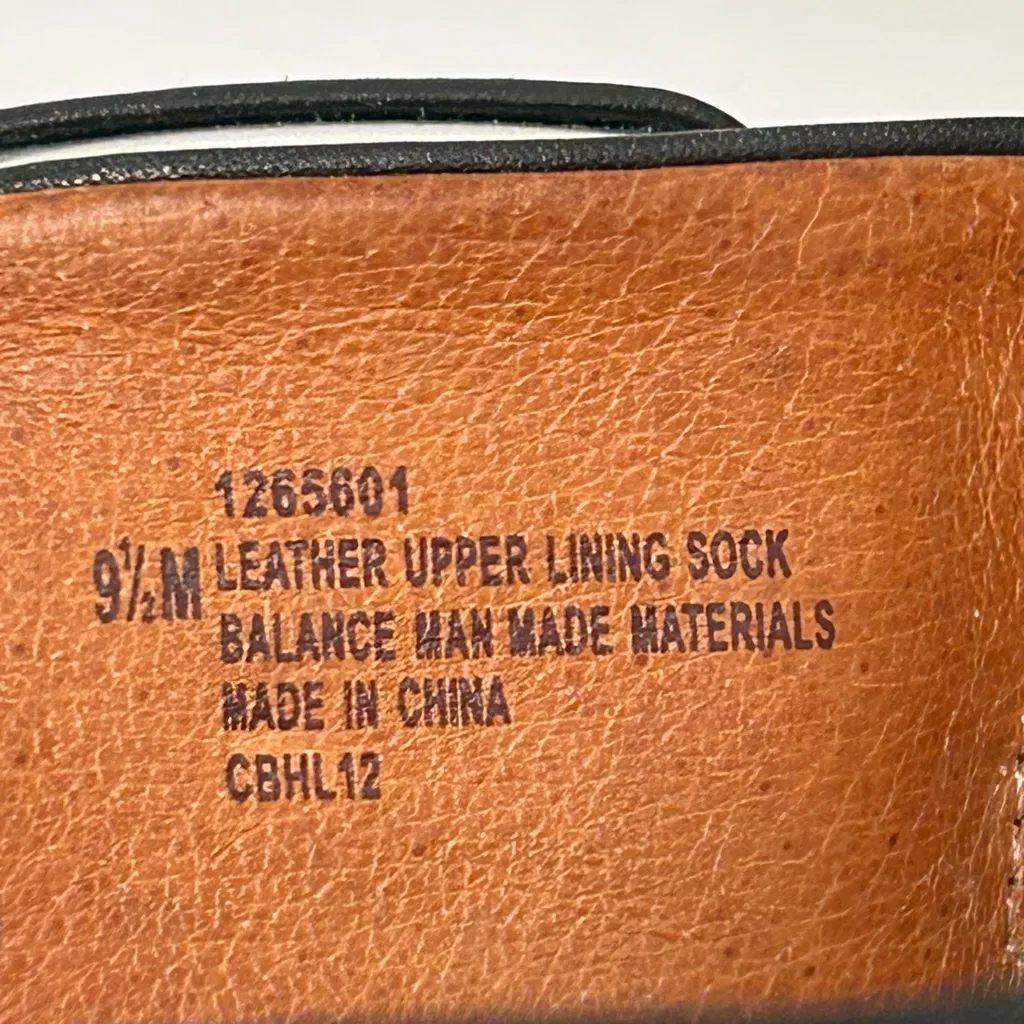 1265601
9½M LEATHER UPPER LINING SOCK
BALANCE MAN MADE MATERIALS
MADE IN CHINA
CBHL12